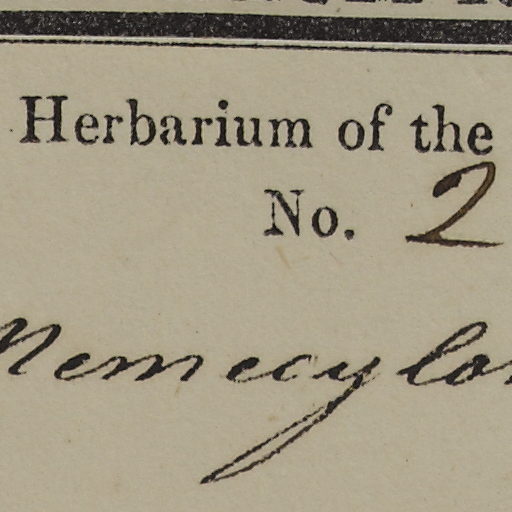 Herbarium of the
No. 2
Memecylon